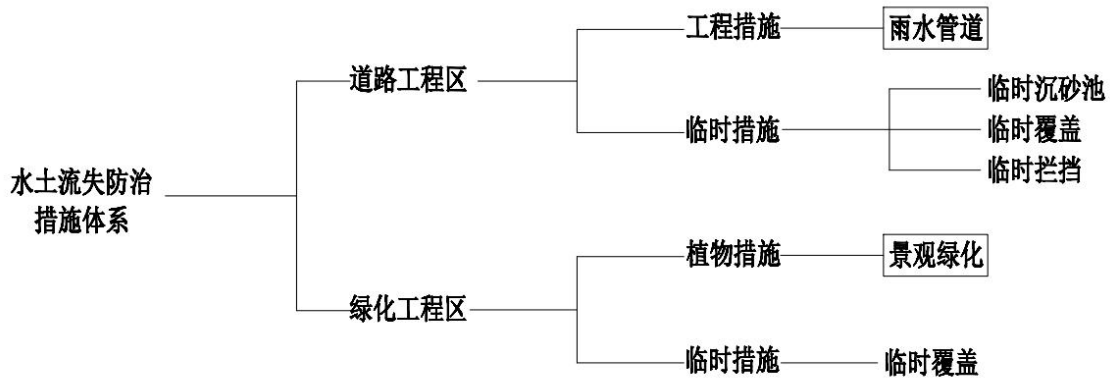 水土流失防治
措施体系
道路工程区
工程措施
雨水管道
临时措施
临时沉砂池
临时覆盖
临时拦挡
绿化工程区
植物措施
景观绿化
临时措施
临时覆盖